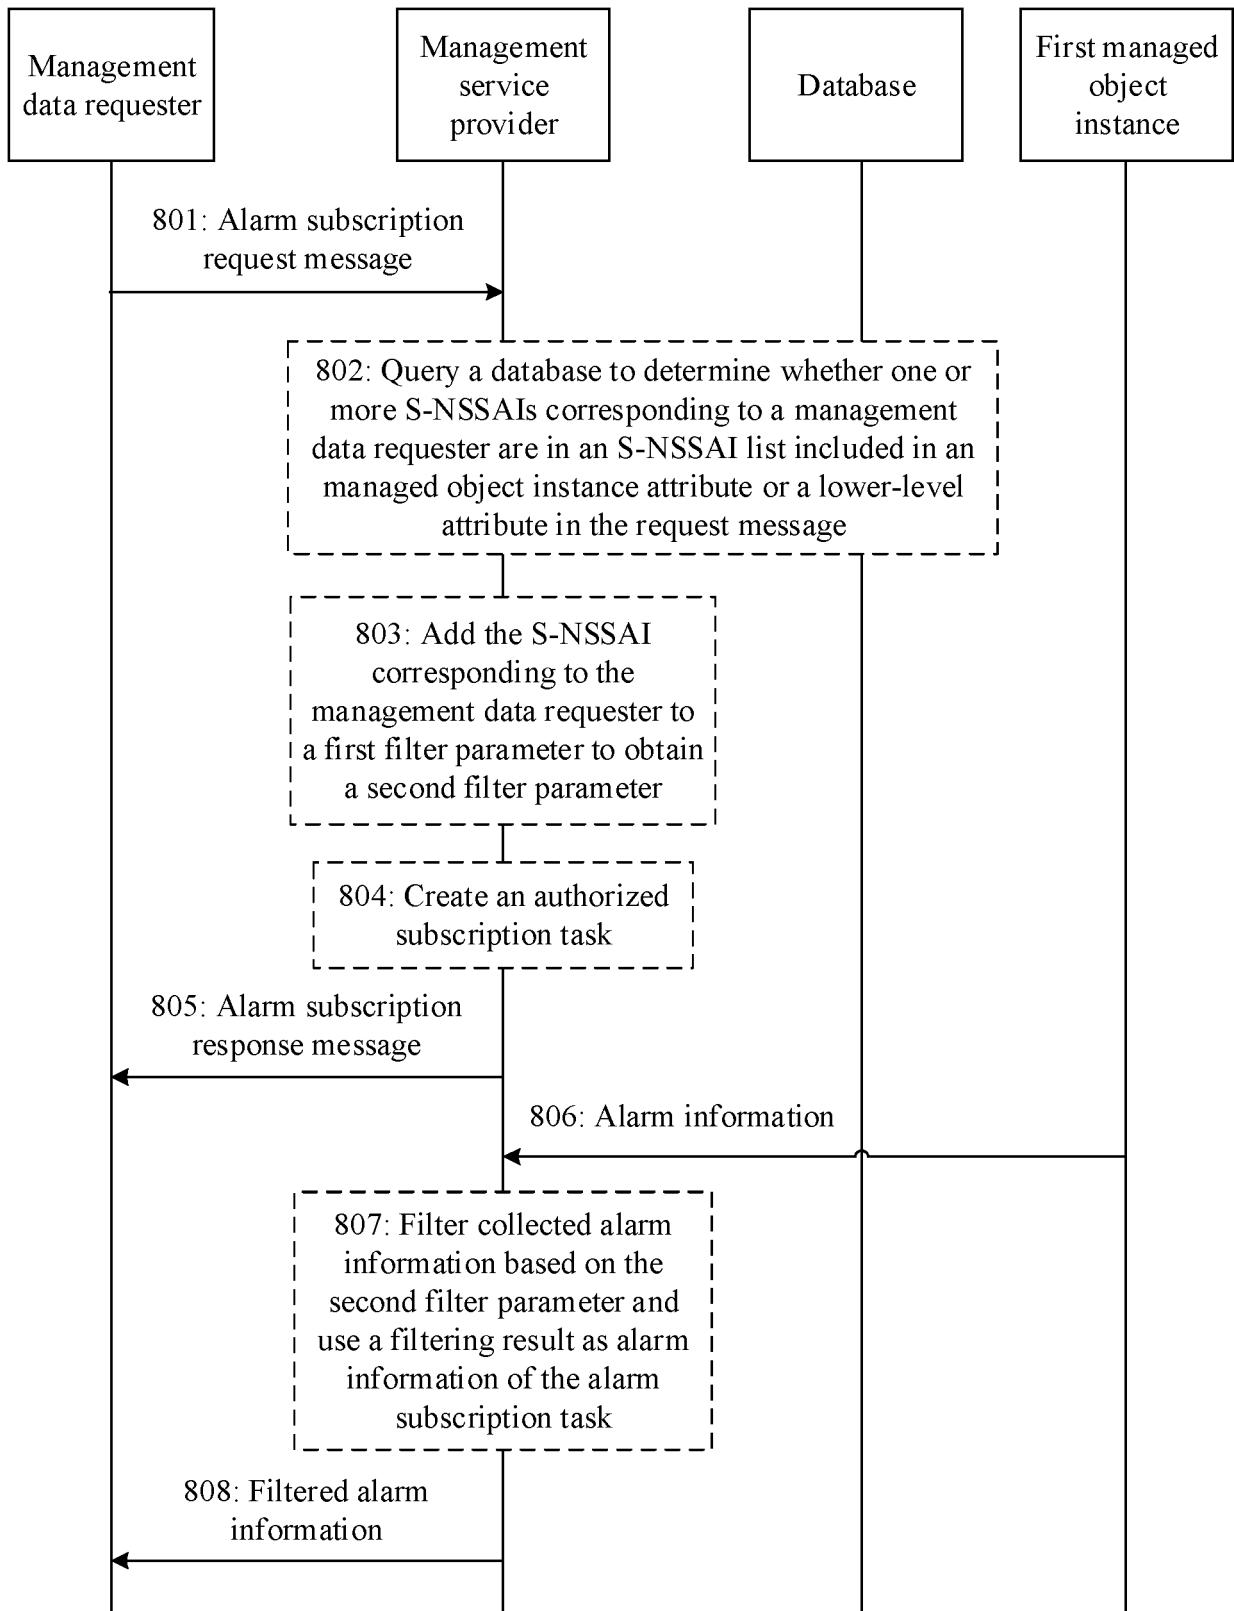 Management
data requester
Management
service
provider
Database
First managed
object
instance
801: Alarm subscription
request message
802: Query a database to determine whether one or
more S-NSSAIs corresponding to a management
data requester are in an S-NSSAI list included in an
managed object instance attribute or a lower-level
attribute in the request message
803: Add the S-NSSAI
corresponding to the
management data requester to
a first filter parameter to obtain
a second filter parameter
804: Create an authorized
subscription task
805: Alarm subscription
response message
806: Alarm information
807: Filter collected alarm
information based on the
second filter parameter and
use a filtering result as alarm
information of the alarm
subscription task
808: Filtered alarm
information